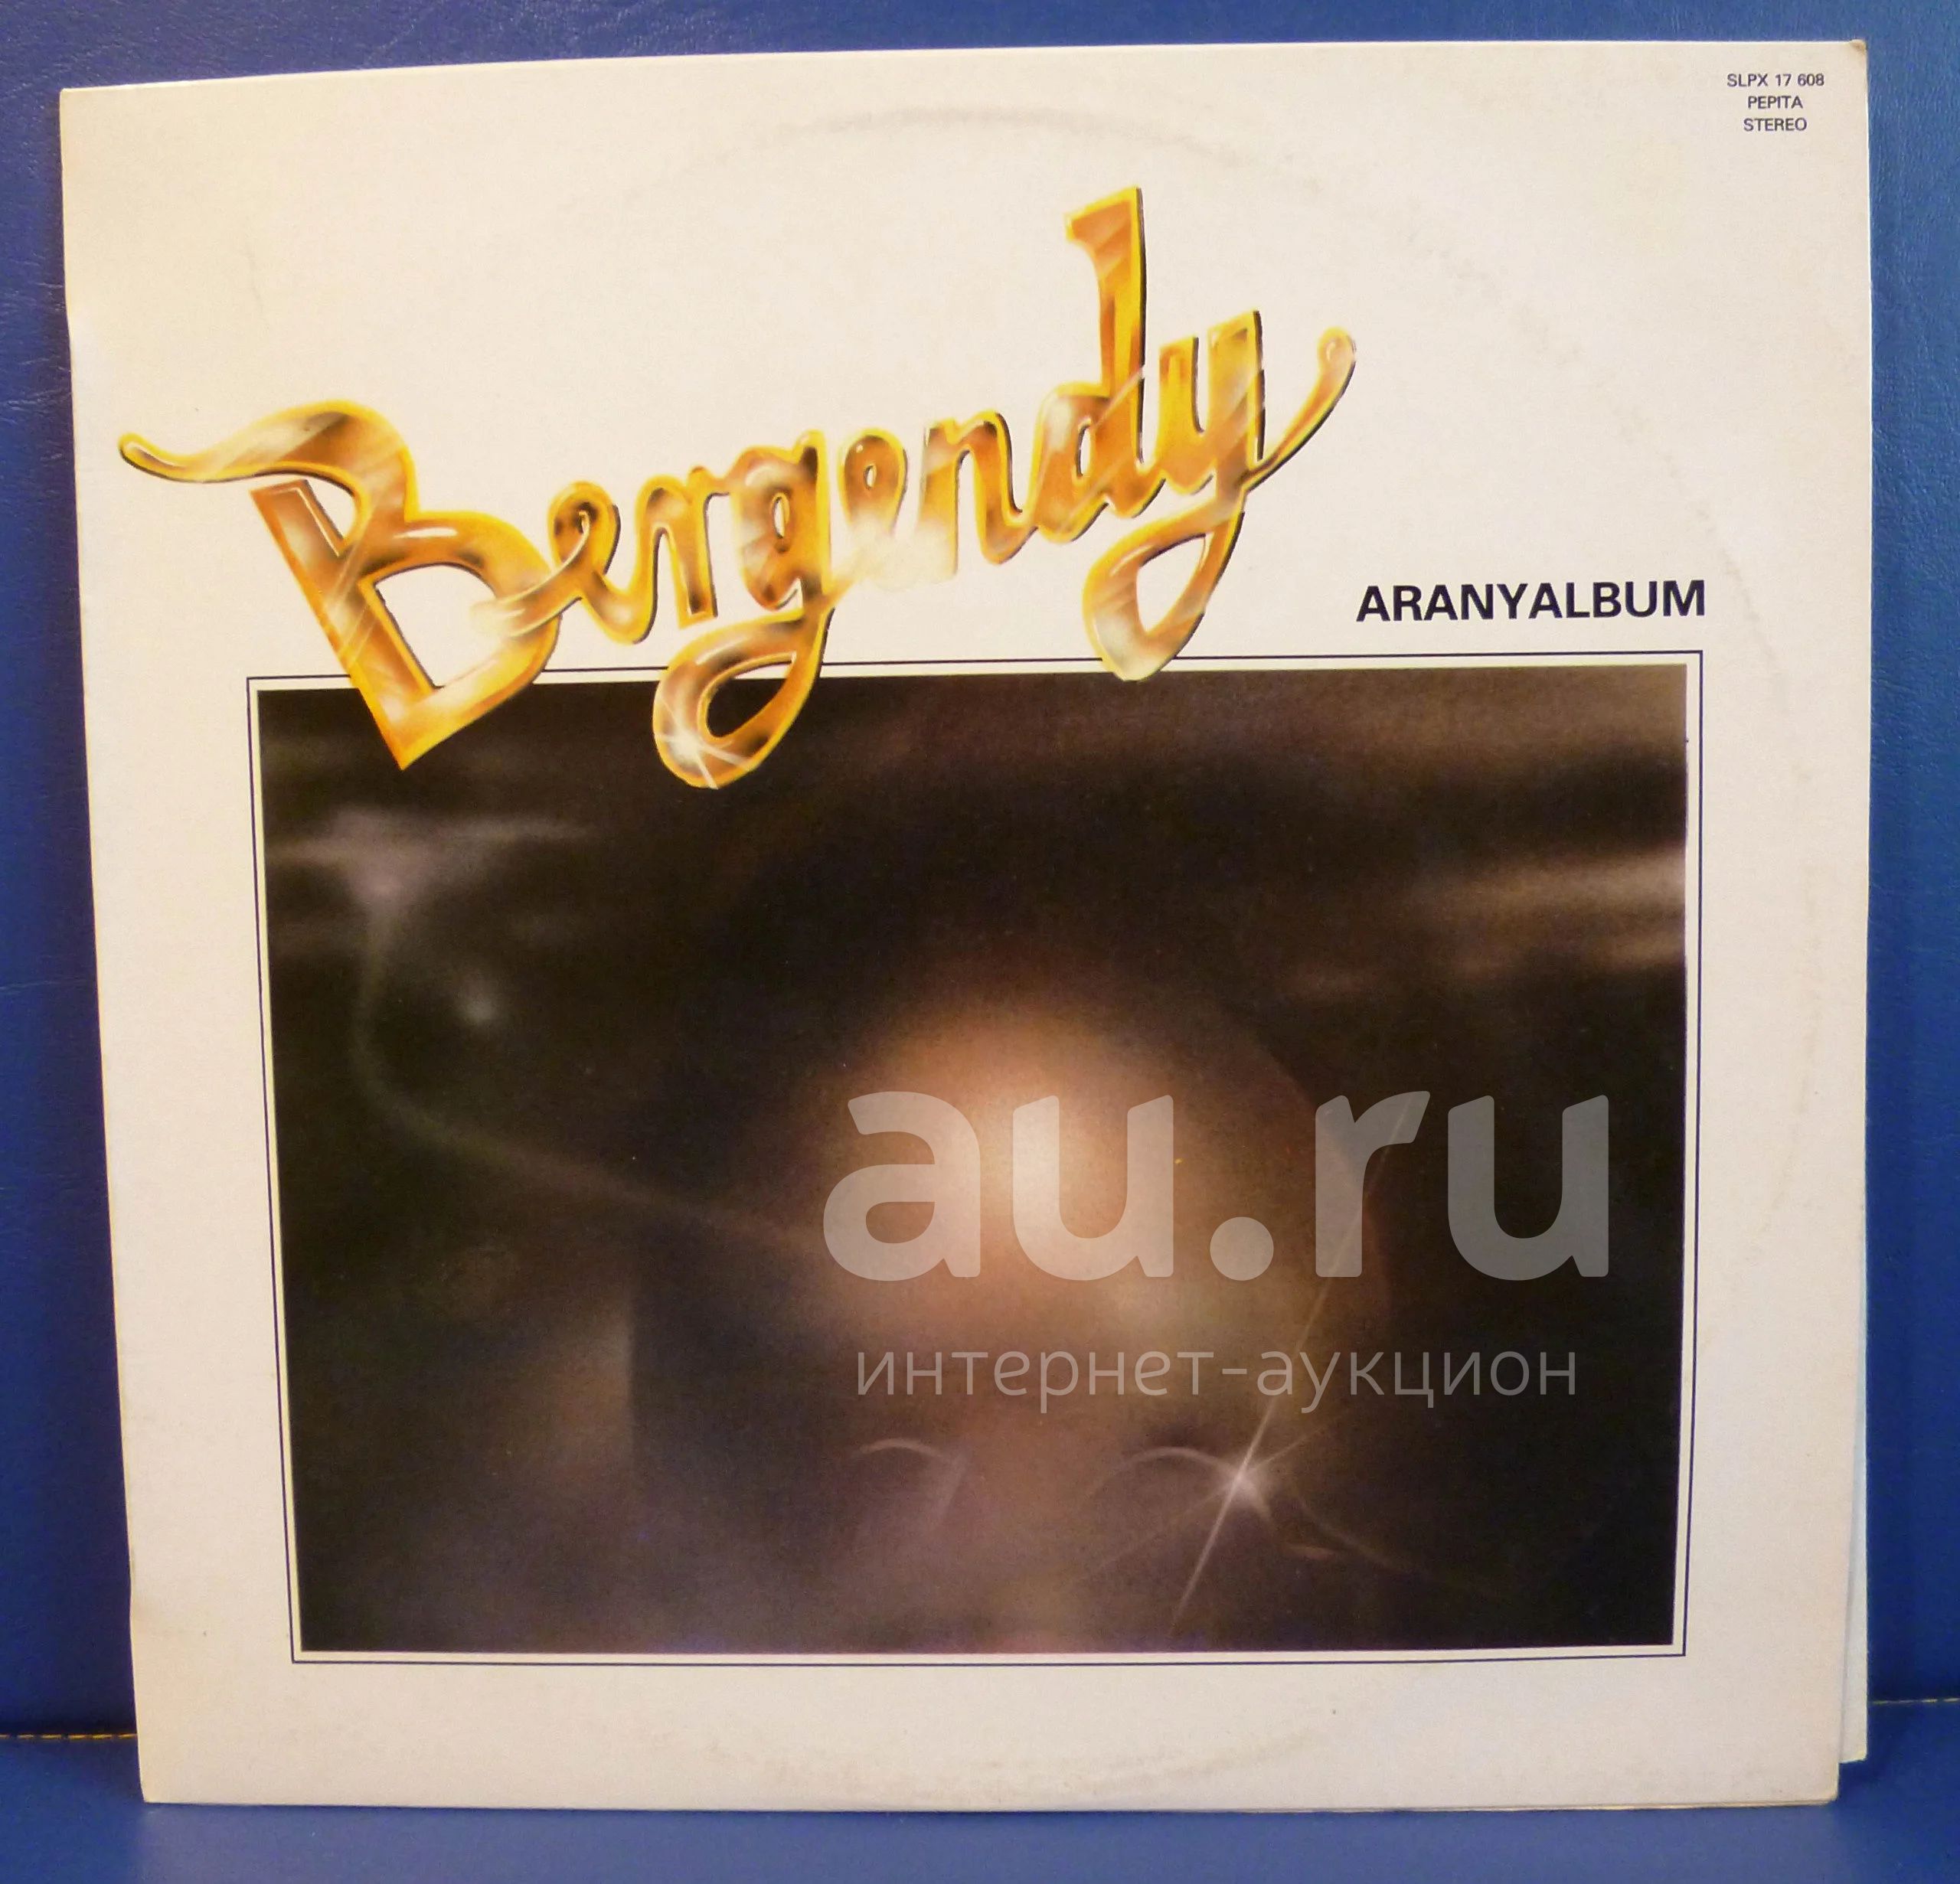 SLPX 17 608
PEPITA
STEREO
Bergendy
ARANYALBUM
au.ru
интернет-аукцион